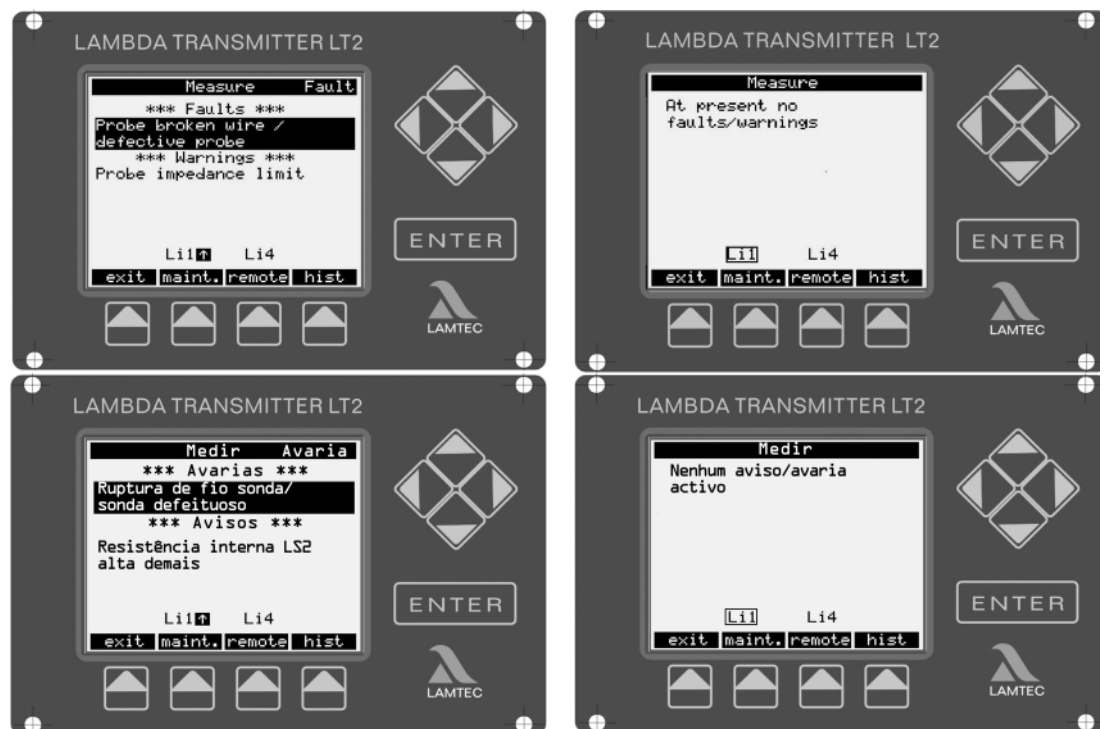 LAMBDA TRANSMITTER LT2
Measure Fault
*** Faults ***
Probe broken wire /
defective probe
*** Warnings ***
Probe impedance limit
Li1↑ Li4
exit maint. remote hist
ENTER
LAMTEC
LAMBDA TRANSMITTER LT2
Measure
At present no
faults/warnings
Li1 Li4
exit maint. remote hist
ENTER
LAMTEC
LAMBDA TRANSMITTER LT2
Medir Avaria
*** Avarias ***
Ruptura de fio sonda/
sonda defeituoso
*** Avisos ***
Resistência interna LS2
alta demais
Li1↑ Li4
exit maint. remote hist
ENTER
LAMTEC
LAMBDA TRANSMITTER LT2
Medir
Nenhum aviso/avaria
activo
Li1 Li4
exit maint. remote hist
ENTER
LAMTEC